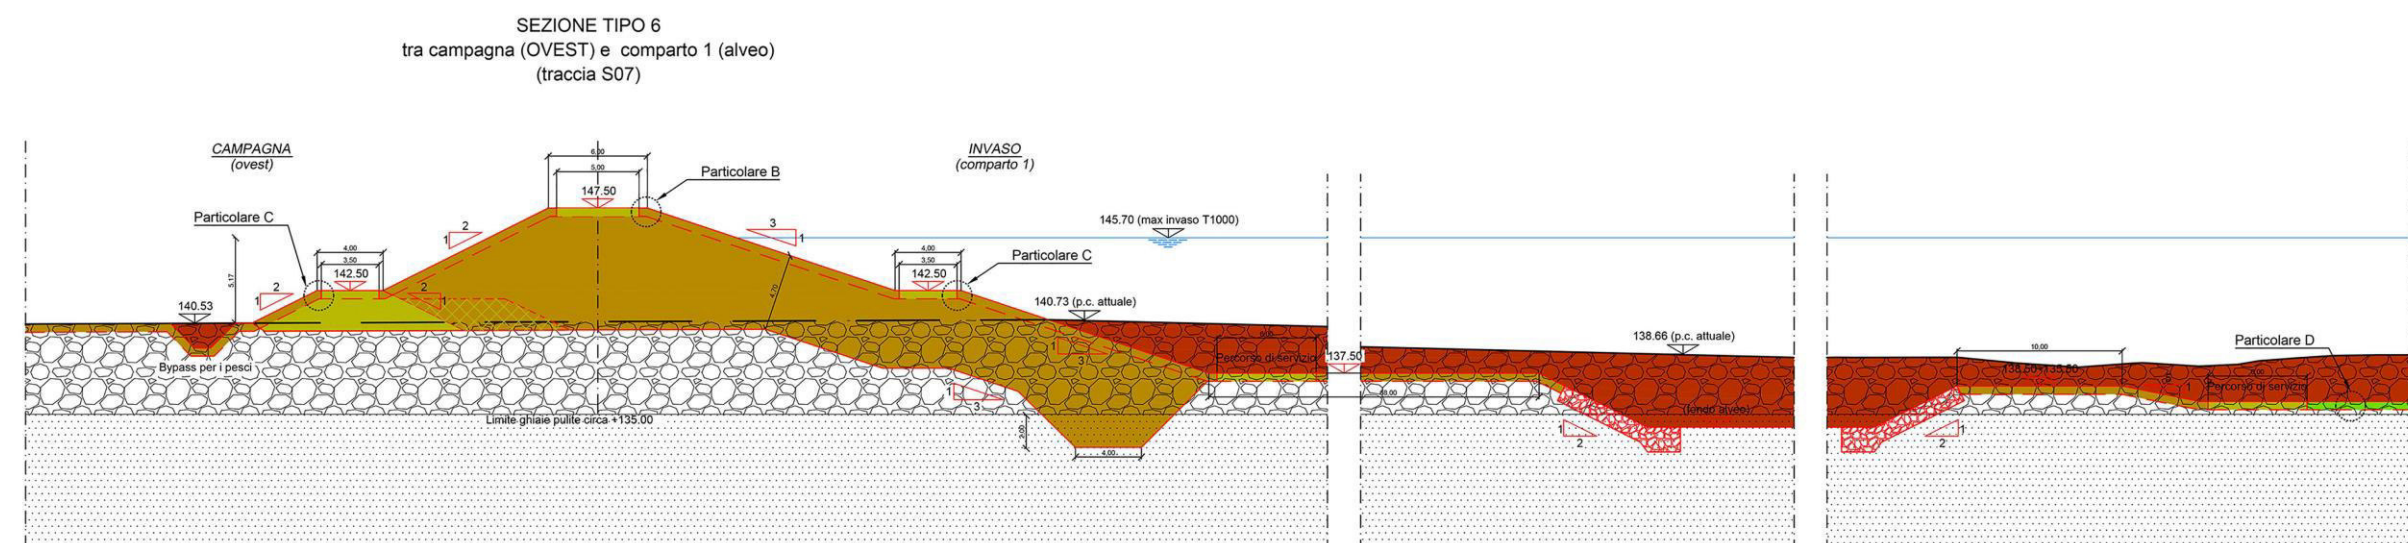 SEZIONE TIPO 6
tra campagna (OVEST) e comparto 1 (alveo)
(traccia S07)
CAMPAGNA
(ovest)
INVASO
(comparto 1)
6,00
5,00
147.50
Particolare B
Particolare C
2
1
3
1
145.70 (max invaso T1000)
4,00
3,50
142.50
4,00
3,50
142.50
Particolare C
5,17
2
1
2
1
4,70
140.53
140.73 (p.c. attuale)
138.66 (p.c. attuale)
Particolare D
1
3
Percorso di servizio
137.50
10,00
Percorso di servizio
1
Bypass per i pesci
1
3
(fondo alveo)
Limite ghiaie pulite circa +135.00
2,00
4,00
1
2
1
2